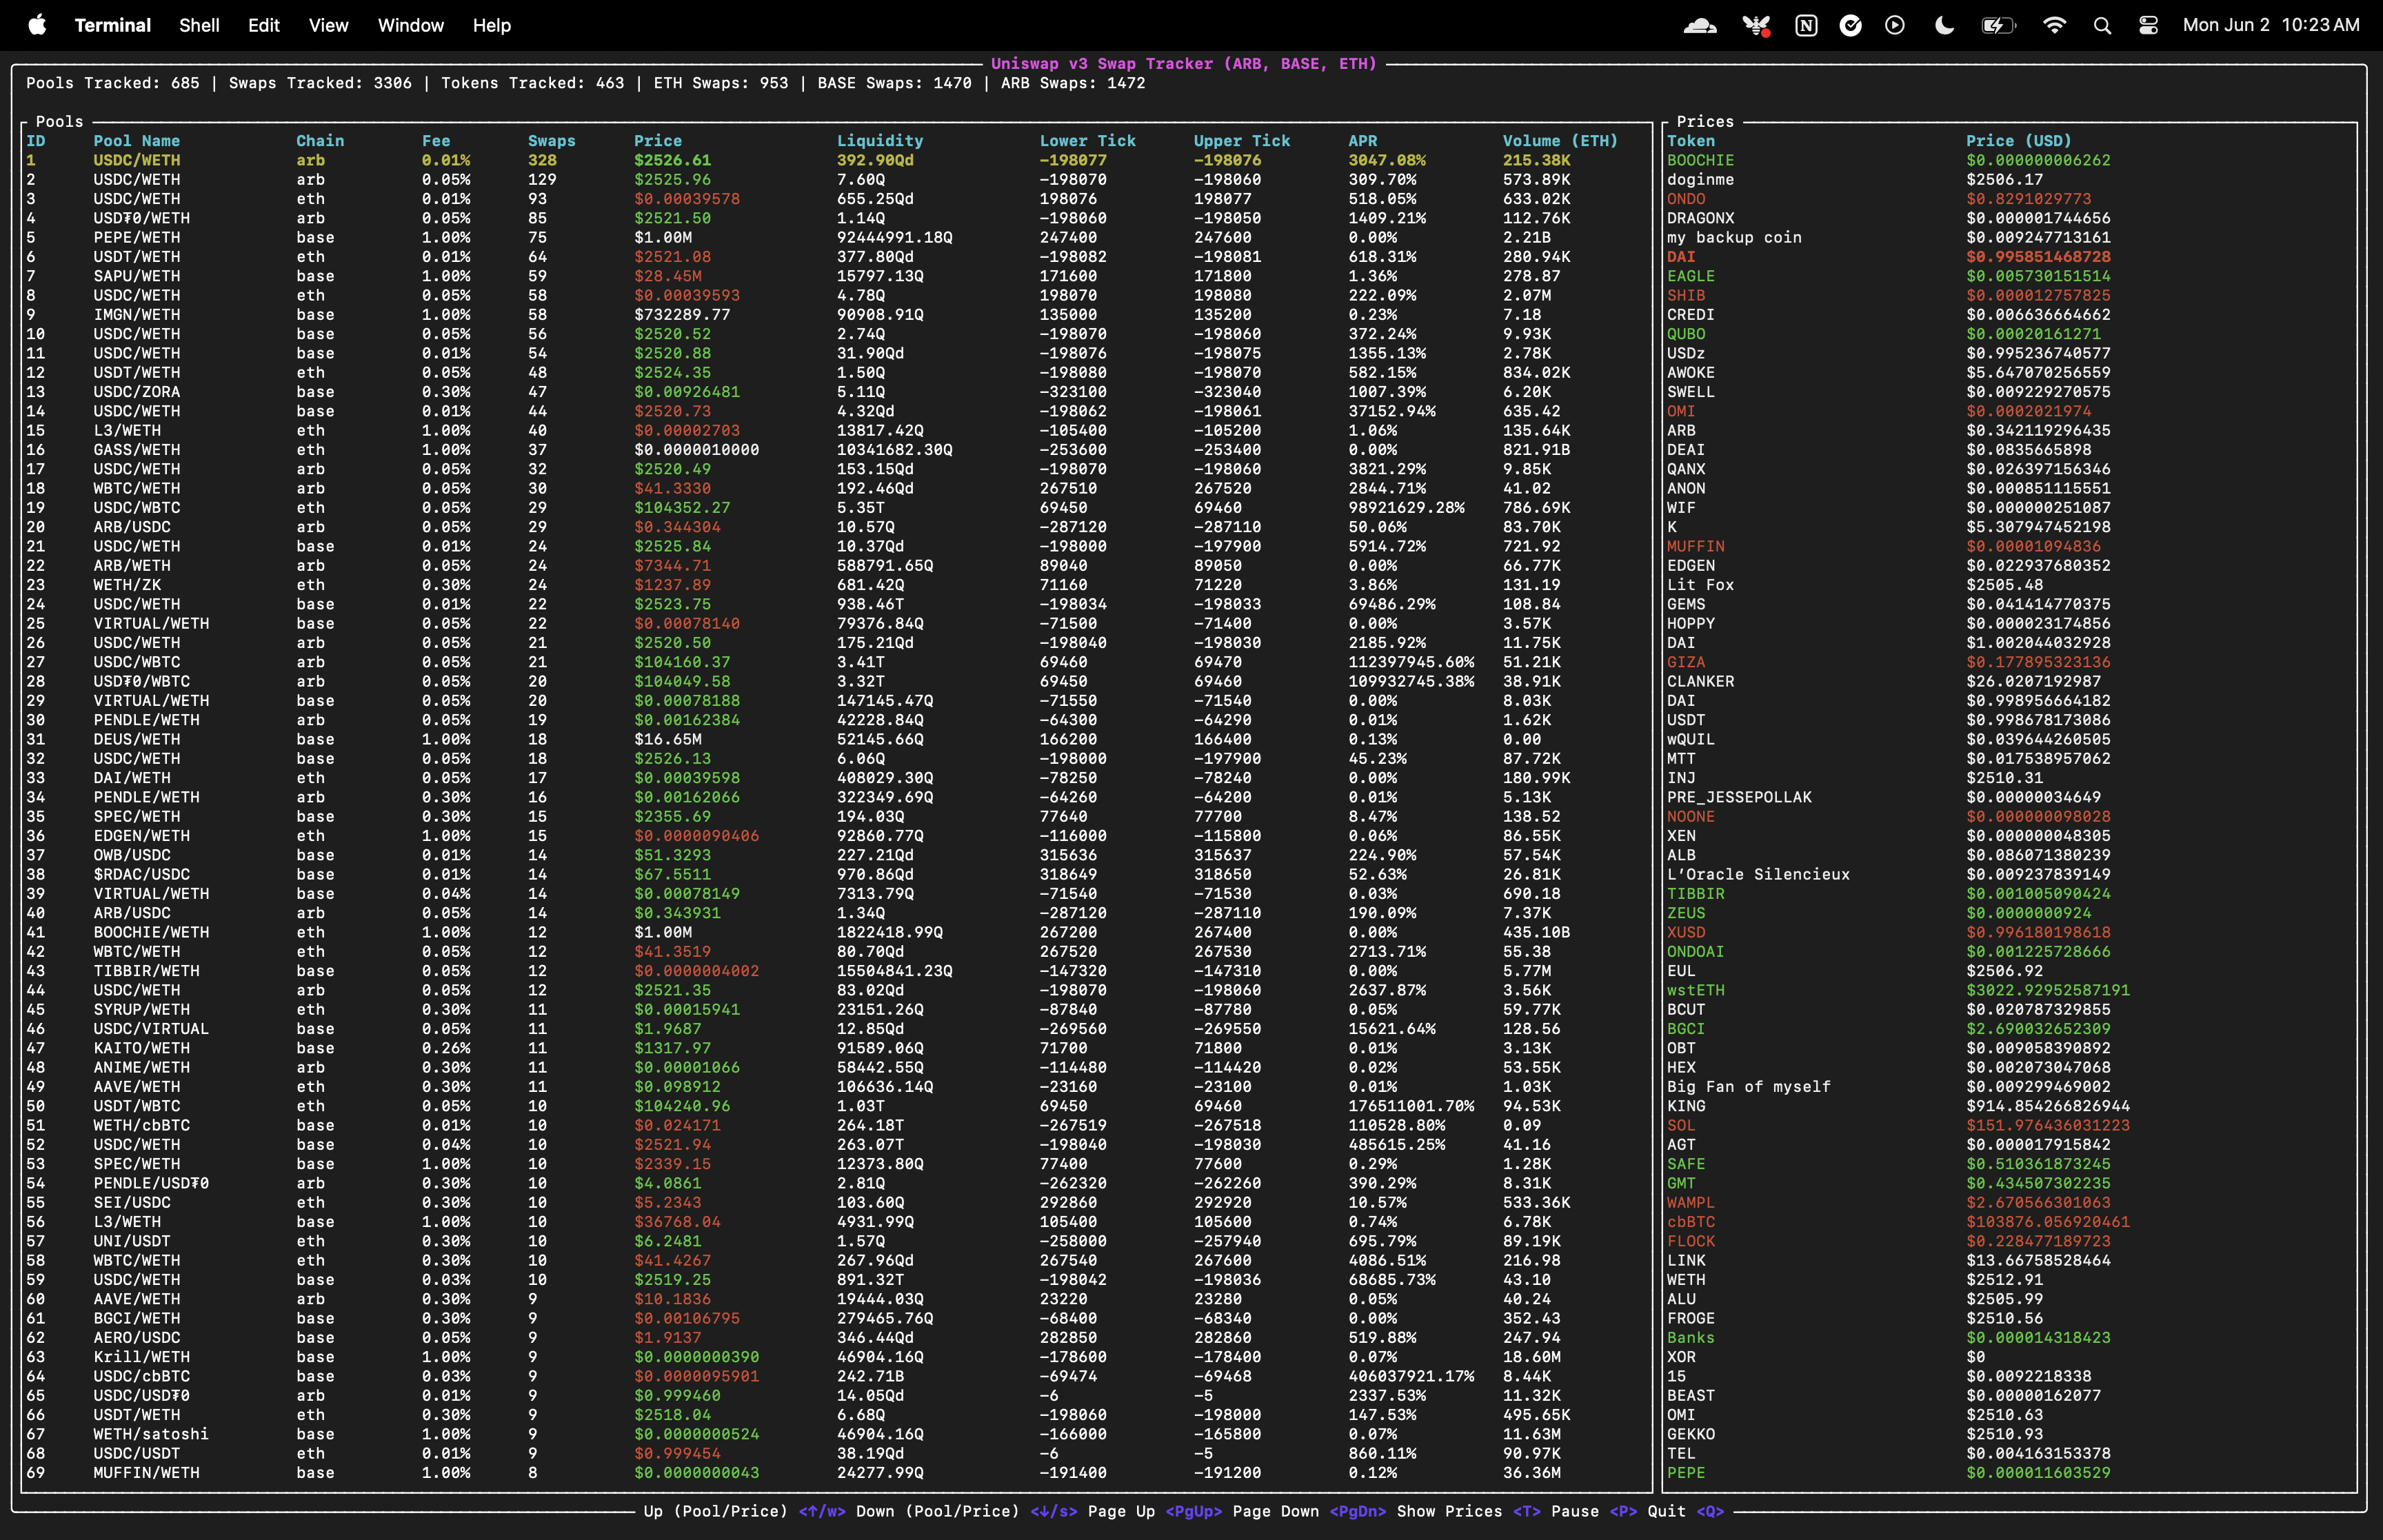 Terminal Shell Edit View Window Help Mon Jun 2 10:23 AM
Uniswap v3 Swap Tracker (ARB, BASE, ETH)
Pools Tracked: 685 | Swaps Tracked: 3306 | Tokens Tracked: 463 | ETH Swaps: 953 | BASE Swaps: 1470 | ARB Swaps: 1472
Pools
ID Pool Name Chain Fee Swaps Price Liquidity Lower Tick Upper Tick APR Volume (ETH)
1 USDC/WETH arb 0.01% 328 $2526.61 392.90Qd -198077 -198076 3047.08% 215.38K
2 USDC/WETH arb 0.05% 129 $2525.96 7.60Q -198070 -198060 309.70% 573.89K
3 USDC/WETH eth 0.01% 93 $0.00039578 655.25Qd 198076 198077 518.05% 633.02K
4 USD₮0/WETH arb 0.05% 85 $2521.50 1.14Q -198060 -198050 1409.21% 112.76K
5 PEPE/WETH base 1.00% 75 $1.00M 92444991.18Q 247400 247600 0.00% 2.21B
6 USDT/WETH eth 0.01% 64 $2521.08 377.80Qd -198082 -198081 618.31% 280.94K
7 SAPU/WETH base 1.00% 59 $28.45M 15797.13Q 171600 171800 1.36% 278.87
8 USDC/WETH eth 0.05% 58 $0.00039593 4.78Q 198070 198080 222.09% 2.07M
9 IMGN/WETH base 1.00% 58 $732289.77 90908.91Q 135000 135200 0.23% 7.18
10 USDC/WETH base 0.05% 56 $2520.52 2.74Q -198070 -198060 372.24% 9.93K
11 USDC/WETH base 0.01% 54 $2520.88 31.90Qd -198076 -198075 1355.13% 2.78K
12 USDT/WETH eth 0.05% 48 $2524.35 1.50Q -198080 -198070 582.15% 834.02K
13 USDC/ZORA base 0.30% 47 $0.00926481 5.11Q -323100 -323040 1007.39% 6.20K
14 USDC/WETH base 0.01% 44 $2520.73 4.32Qd -198062 -198061 37152.94% 635.42
15 L3/WETH eth 1.00% 40 $0.00002703 13817.42Q -105400 -105200 1.06% 135.64K
16 GASS/WETH eth 1.00% 37 $0.0000010000 10341682.30Q -253600 -253400 0.00% 821.91B
17 USDC/WETH arb 0.05% 32 $2520.49 153.15Qd -198070 -198060 3821.29% 9.85K
18 WBTC/WETH arb 0.05% 30 $41.3330 192.46Qd 267510 267520 2844.71% 41.02
19 USDC/WBTC eth 0.05% 29 $104352.27 5.35T 69450 69460 98921629.28% 786.69K
20 ARB/USDC arb 0.05% 29 $0.344304 10.57Q -287120 -287110 50.06% 83.70K
21 USDC/WETH base 0.01% 24 $2525.84 10.37Qd -198000 -197900 5914.72% 721.92
22 ARB/WETH arb 0.05% 24 $7344.71 588791.65Q 89040 89050 0.00% 66.77K
23 WETH/ZK eth 0.30% 24 $1237.89 681.42Q 71160 71220 3.86% 131.19
24 USDC/WETH base 0.01% 22 $2523.75 938.46T -198034 -198033 69486.29% 108.84
25 VIRTUAL/WETH base 0.05% 22 $0.00078140 79376.84Q -71500 -71400 0.00% 3.57K
26 USDC/WETH arb 0.05% 21 $2520.50 175.21Qd -198040 -198030 2185.92% 11.75K
27 USDC/WBTC arb 0.05% 21 $104160.37 3.41T 69460 69470 112397945.60% 51.21K
28 USD₮0/WBTC arb 0.05% 20 $104049.58 3.32T 69450 69460 109932745.38% 38.91K
29 VIRTUAL/WETH base 0.05% 20 $0.00078188 147145.47Q -71550 -71540 0.00% 8.03K
30 PENDLE/WETH arb 0.05% 19 $0.00162384 42228.84Q -64300 -64290 0.01% 1.62K
31 DEUS/WETH base 1.00% 18 $16.65M 52145.66Q 166200 166400 0.13% 0.00
32 USDC/WETH base 0.05% 18 $2526.13 6.06Q -198000 -197900 45.23% 87.72K
33 DAI/WETH eth 0.05% 17 $0.00039598 408029.30Q -78250 -78240 0.00% 180.99K
34 PENDLE/WETH arb 0.30% 16 $0.00162066 322349.69Q -64260 -64200 0.01% 5.13K
35 SPEC/WETH base 0.30% 15 $2355.69 194.03Q 77640 77700 8.47% 138.52
36 EDGEN/WETH eth 1.00% 15 $0.0000090406 92860.77Q -116000 -115800 0.06% 86.55K
37 OWB/USDC base 0.01% 14 $51.3293 227.21Qd 315636 315637 224.90% 57.54K
38 $RDAC/USDC base 0.01% 14 $67.5511 970.86Qd 318649 318650 52.63% 26.81K
39 VIRTUAL/WETH base 0.04% 14 $0.00078149 7313.79Q -71540 -71530 0.03% 690.18
40 ARB/USDC arb 0.05% 14 $0.343931 1.34Q -287120 -287110 190.09% 7.37K
41 BOOCHIE/WETH eth 1.00% 12 $1.00M 1822418.99Q 267200 267400 0.00% 435.10B
42 WBTC/WETH eth 0.05% 12 $41.3519 80.70Qd 267520 267530 2713.71% 55.38
43 TIBBIR/WETH base 0.05% 12 $0.0000004002 15504841.23Q -147320 -147310 0.00% 5.77M
44 USDC/WETH arb 0.05% 12 $2521.35 83.02Qd -198070 -198060 2637.87% 3.56K
45 SYRUP/WETH eth 0.30% 11 $0.00015941 23151.26Q -87840 -87780 0.05% 59.77K
46 USDC/VIRTUAL base 0.05% 11 $1.9687 12.85Qd -269560 -269550 15621.64% 128.56
47 KAITO/WETH base 0.26% 11 $1317.97 91589.06Q 71700 71800 0.01% 3.13K
48 ANIME/WETH arb 0.30% 11 $0.00001066 58442.55Q -114480 -114420 0.02% 53.55K
49 AAVE/WETH eth 0.30% 11 $0.098912 106636.14Q -23160 -23100 0.01% 1.03K
50 USDT/WBTC eth 0.05% 10 $104240.96 1.03T 69450 69460 176511001.70% 94.53K
51 WETH/cbBTC base 0.01% 10 $0.024171 264.18T -267519 -267518 110528.80% 0.09
52 USDC/WETH base 0.04% 10 $2521.94 263.07T -198040 -198030 485615.25% 41.16
53 SPEC/WETH base 1.00% 10 $2339.15 12373.80Q 77400 77600 0.29% 1.28K
54 PENDLE/USD₮0 arb 0.30% 10 $4.0861 2.81Q -262320 -262260 390.29% 8.31K
55 SEI/USDC eth 0.30% 10 $5.2343 103.60Q 292860 292920 10.57% 533.36K
56 L3/WETH base 1.00% 10 $36768.04 4931.99Q 105400 105600 0.74% 6.78K
57 UNI/USDT eth 0.30% 10 $6.2481 1.57Q -258000 -257940 695.79% 89.19K
58 WBTC/WETH eth 0.30% 10 $41.4267 267.96Qd 267540 267600 4086.51% 216.98
59 USDC/WETH base 0.03% 10 $2519.25 891.32T -198042 -198036 68685.73% 43.10
60 AAVE/WETH arb 0.30% 9 $10.1836 19444.03Q 23220 23280 0.05% 40.24
61 BGCI/WETH base 0.30% 9 $0.00106795 279465.76Q -68400 -68340 0.00% 352.43
62 AERO/USDC base 0.05% 9 $1.9137 346.44Qd 282850 282860 519.88% 247.94
63 Krill/WETH base 1.00% 9 $0.0000000390 46904.16Q -178600 -178400 0.07% 18.60M
64 USDC/cbBTC base 0.03% 9 $0.0000095901 242.71B -69474 -69468 406037921.17% 8.44K
65 USDC/USD₮0 arb 0.01% 9 $0.999460 14.05Qd -6 -5 2337.53% 11.32K
66 USDT/WETH eth 0.30% 9 $2518.04 6.68Q -198060 -198000 147.53% 495.65K
67 WETH/satoshi base 1.00% 9 $0.0000000524 46904.16Q -166000 -165800 0.07% 11.63M
68 USDC/USDT eth 0.01% 9 $0.999454 38.19Qd -6 -5 860.11% 90.97K
69 MUFFIN/WETH base 1.00% 8 $0.0000000043 24277.99Q -191400 -191200 0.12% 36.36M
Prices
Token Price (USD)
BOOCHIE $0.000000006262
doginme $2506.17
ONDO $0.8291029773
DRAGONX $0.000001744656
my backup coin $0.009247713161
DAI $0.995851468728
EAGLE $0.005730151514
SHIB $0.000012757825
CREDI $0.006636664662
QUBO $0.00020161271
USDz $0.995236740577
AWOKE $5.647070256559
SWELL $0.009229270575
OMI $0.0002021974
ARB $0.342119296435
DEAI $0.0835665898
QANX $0.026397156346
ANON $0.000851115551
WIF $0.000000251087
K $5.307947452198
MUFFIN $0.00001094836
EDGEN $0.022937680352
Lit Fox $2505.48
GEMS $0.041414770375
HOPPY $0.000023174856
DAI $1.002044032928
GIZA $0.177895323136
CLANKER $26.0207192987
DAI $0.998956664182
USDT $0.998678173086
wQUIL $0.039644260505
MTT $0.017538957062
INJ $2510.31
PRE_JESSEPOLLAK $0.00000034649
NOONE $0.000000098028
XEN $0.000000048305
ALB $0.086071380239
L'Oracle Silencieux $0.009237839149
TIBBIR $0.001005090424
ZEUS $0.0000000924
XUSD $0.996180198618
ONDOAI $0.001225728666
EUL $2506.92
wstETH $3022.92952587191
BCUT $0.020787329855
BGCI $2.690032652309
OBT $0.009058390892
HEX $0.002073047068
Big Fan of myself $0.009299469002
KING $914.854266826944
SOL $151.976436031223
AGT $0.000017915842
SAFE $0.510361873245
GMT $0.434507302235
WAMPL $2.670566301063
cbBTC $103876.056920461
FLOCK $0.228477189723
LINK $13.66758528464
WETH $2512.91
ALU $2505.99
FROGE $2510.56
Banks $0.000014318423
XOR $0
15 $0.0092218338
BEAST $0.00000162077
OMI $2510.63
GEKKO $2510.93
TEL $0.004163153378
PEPE $0.000011603529
Up (Pool/Price) <↑/w> Down (Pool/Price) <↓/s> Page Up <PgUp> Page Down <PgDn> Show Prices <T> Pause <P> Quit <Q>